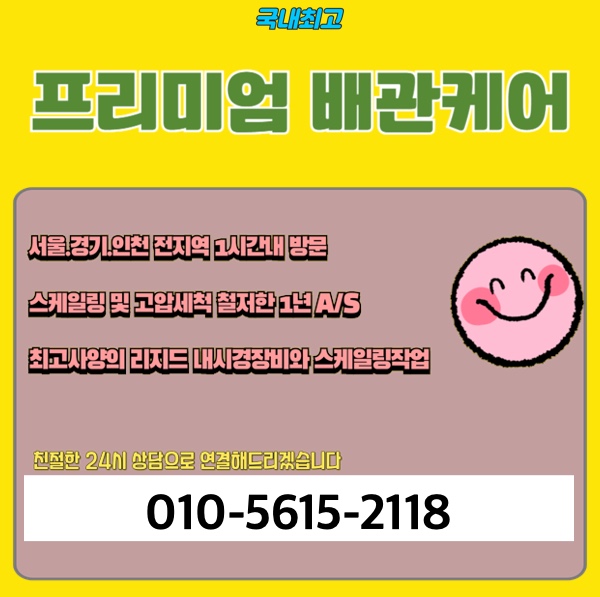 국내최고
프리미엄 배관케어
서울.경기.인천 전지역 1시간내 방문
스케일링 및 고압세척 철저한 1년 A/S
최고사양의 리지드 내시경장비와 스케일링작업
친절한 24시 상담으로 연결해드리겠습니다
010-5615-2118